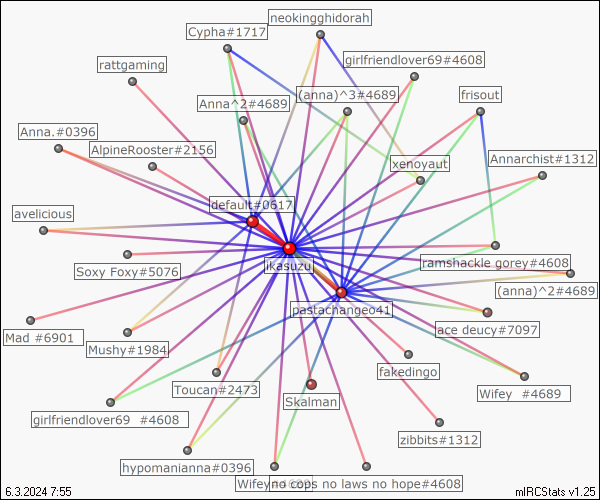 neokingghidorah
Cypha#1717
girlfriendlover69#4608
rattgaming
(anna)^3#4689
frisout
Anna^2#4689
Anna.#0396
AlpineRooster#2156
xenoyaut
Annarchist#1312
default#0617
avelicious
ikasuzu
ramshackle gorey#4608
Soxy Foxy#5076
(anna)^2#4689
pastachangeo41
Mad #6901
ace deucy#7097
Mushy#1984
fakedingo
Toucan#2473
Wifey #4689
Skalman
girlfriendlover69 #4608
zibbits#1312
hypomanianna#0396
Wifey
no cops no laws no hope#4608
6.3.2024 7:55
mIRCStats v1.25